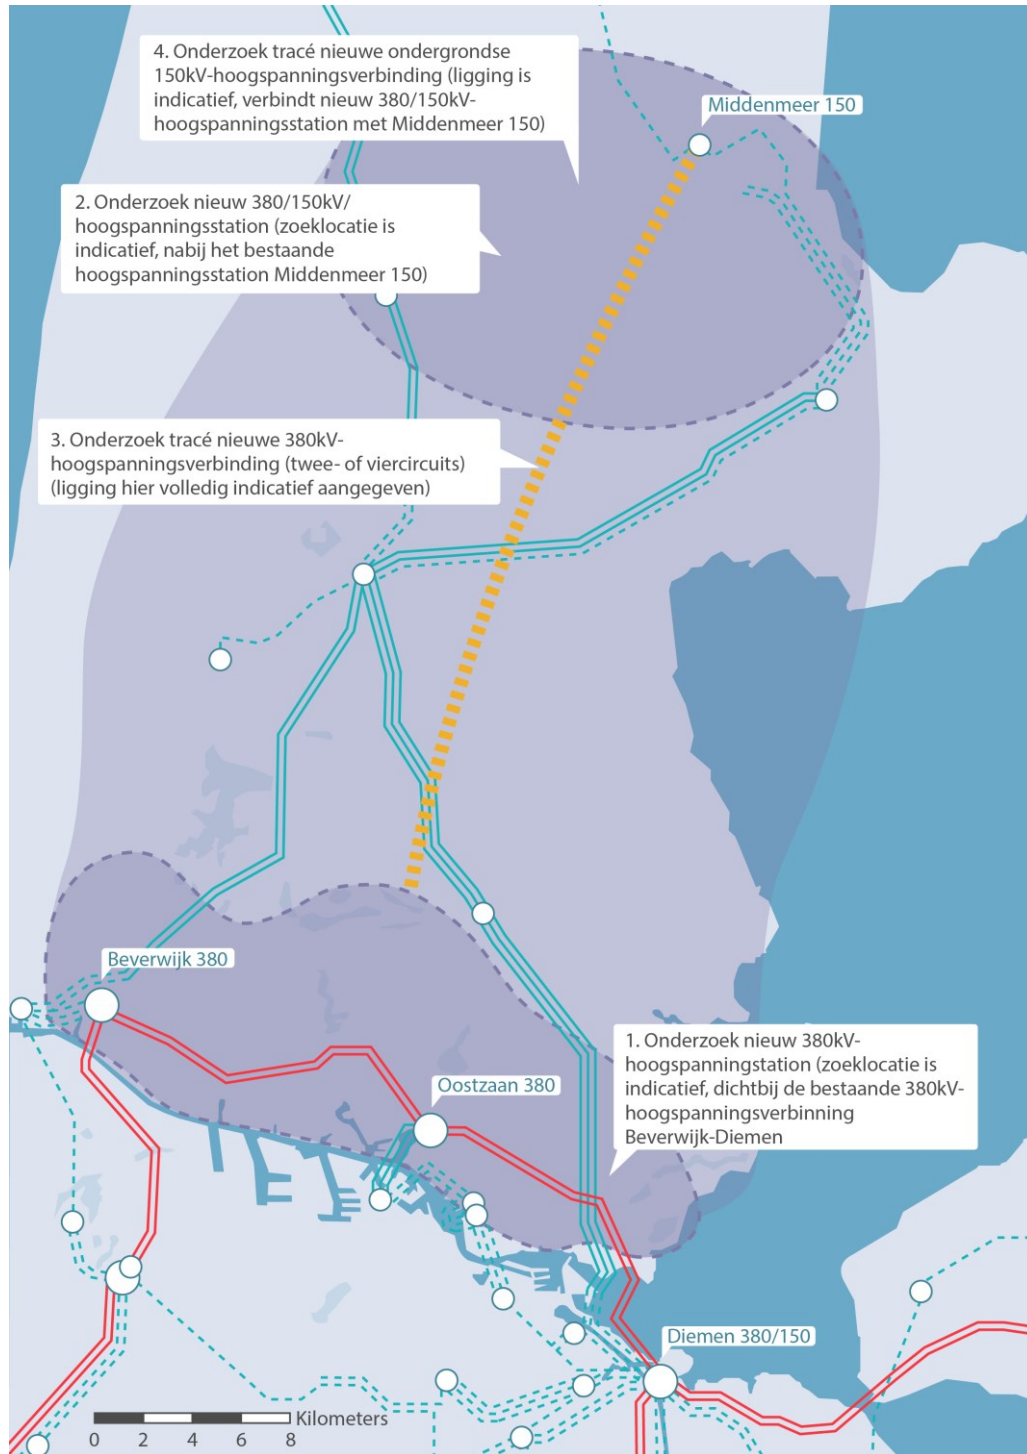 4. Onderzoek tracé nieuwe ondergrondse
150kV-hoogspanningsverbinding (ligging is
indicatief, verbindt nieuw 380/150kV-
hoogspanningsstation met Middenmeer 150)
Middenmeer 150
2. Onderzoek nieuw 380/150kV/
hoogspanningsstation (zoeklocatie is
indicatief, nabij het bestaande
hoogspanningsstation Middenmeer 150)
3. Onderzoek tracé nieuwe 380kV-
hoogspanningsverbinding (twee- of viercircuits)
(ligging hier volledig indicatief aangegeven)
Beverwijk 380
1. Onderzoek nieuw 380kV-
hoogspanningstation (zoeklocatie is
indicatief, dichtbij de bestaande 380kV-
hoogspanningsverbinning
Beverwijk-Diemen
Oostzaan 380
Diemen 380/150
Kilometers
0 2 4 6 8